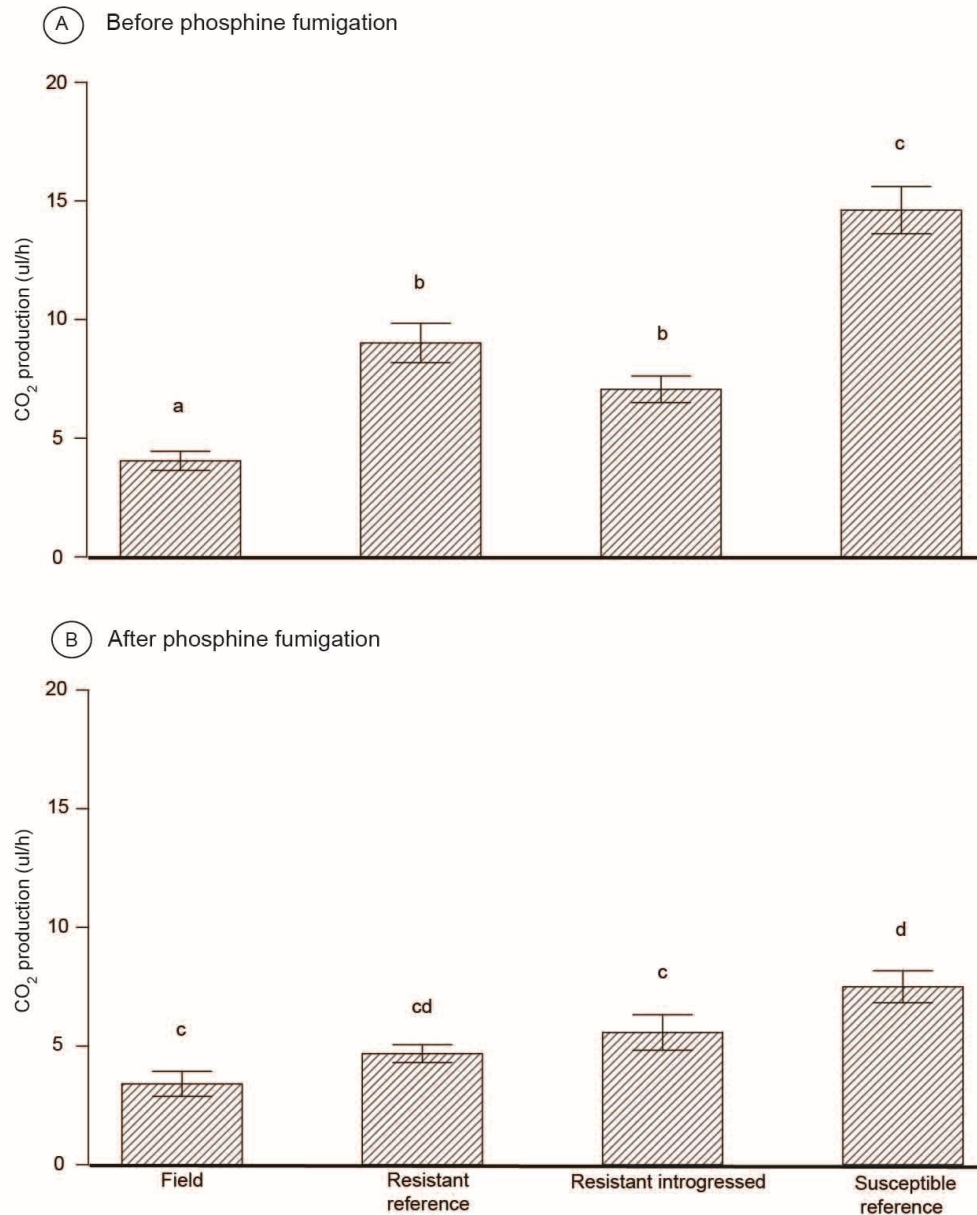 A Before phosphine fumigation
20
c
15
b
10
b
a
5
0
CO₂ production (ul/h)
B After phosphine fumigation
20
15
10
d
c
cd
c
5
0
CO₂ production (ul/h)
Field
Resistant
reference
Resistant introgressed
Susceptible
reference